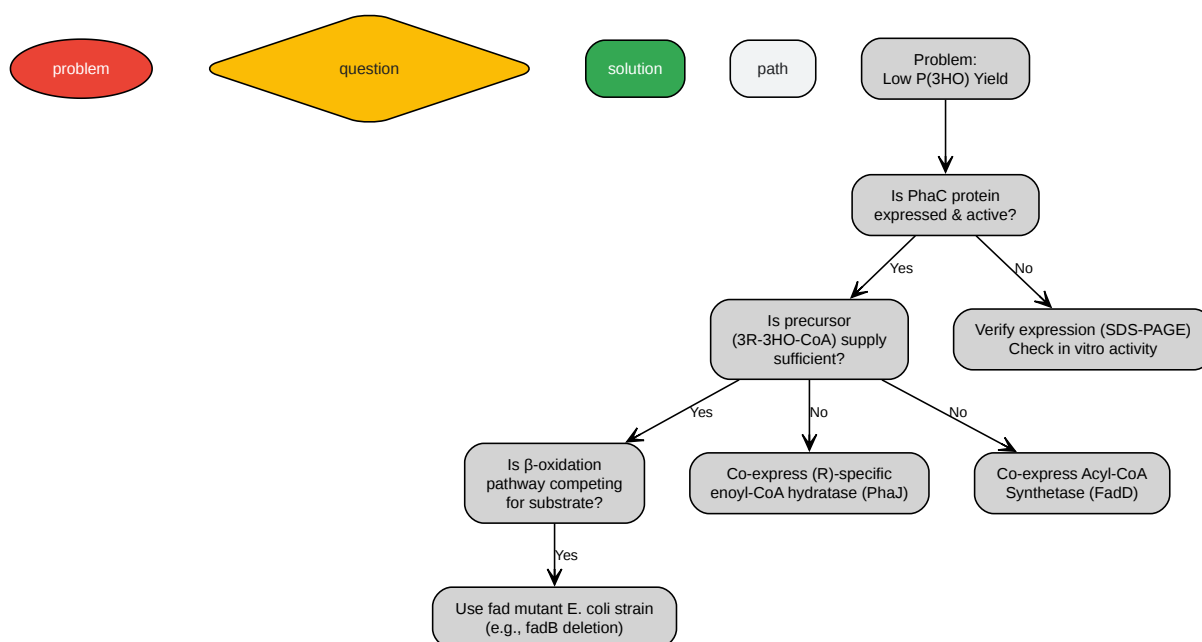 problem
question
solution
path
Problem:
Low P(3HO) Yield
Is PhaC protein
expressed & active?
Yes
No
Is precursor
(3R-3HO-CoA) supply
sufficient?
Verify expression (SDS-PAGE)
Check in vitro activity
Yes
No
No
Is β-oxidation
pathway competing
for substrate?
Co-express (R)-specific
enoyl-CoA hydratase (PhaJ)
Co-express Acyl-CoA
Synthetase (FadD)
Yes
Use fad mutant E. coli strain
(e.g., fadB deletion)